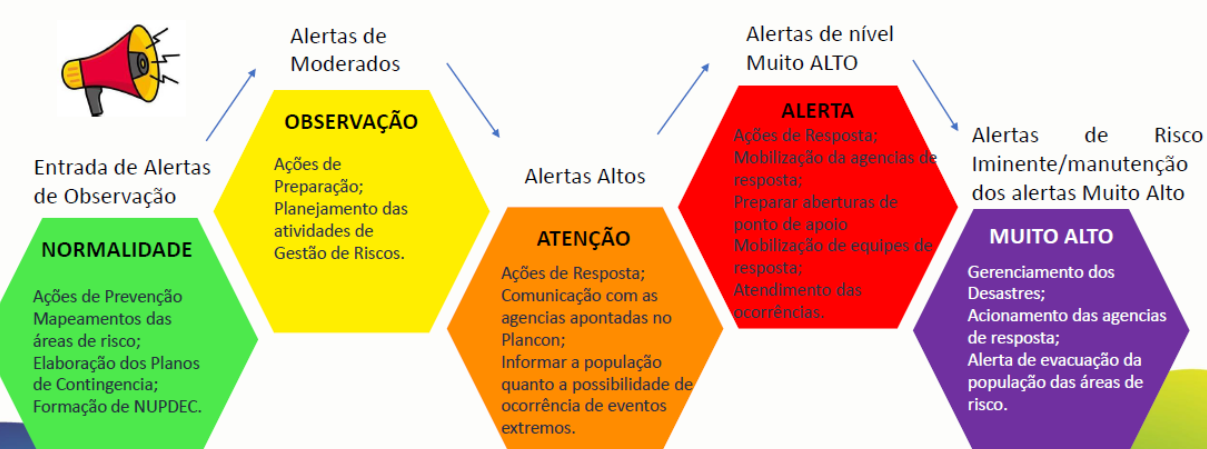 Entrada de Alertas
de Observação
NORMALIDADE
Ações de Prevenção
Mapeamentos das
áreas de risco;
Elaboração dos Planos
de Contingencia;
Formação de NUPDEC.
Alertas de
Moderados
OBSERVAÇÃO
Ações de
Preparação;
Planejamento das
atividades de
Gestão de Riscos.
Alertas Altos
ATENÇÃO
Ações de Resposta;
Comunicação com as
agencias apontadas no
Plancon;
Informar a população
quanto a possibilidade de
ocorrência de eventos
extremos.
Alertas de nível
Muito ALTO
ALERTA
Ações de Resposta;
Mobilização da agencias de
resposta;
Preparar aberturas de
ponto de apoio
Mobilização de equipes de
resposta;
Atendimento das
ocorrências.
Alertas de Risco
Iminente/manutenção
dos alertas Muito Alto
MUITO ALTO
Gerenciamento dos
Desastres;
Acionamento das agencias
de resposta;
Alerta de evacuação da
população das áreas de
risco.